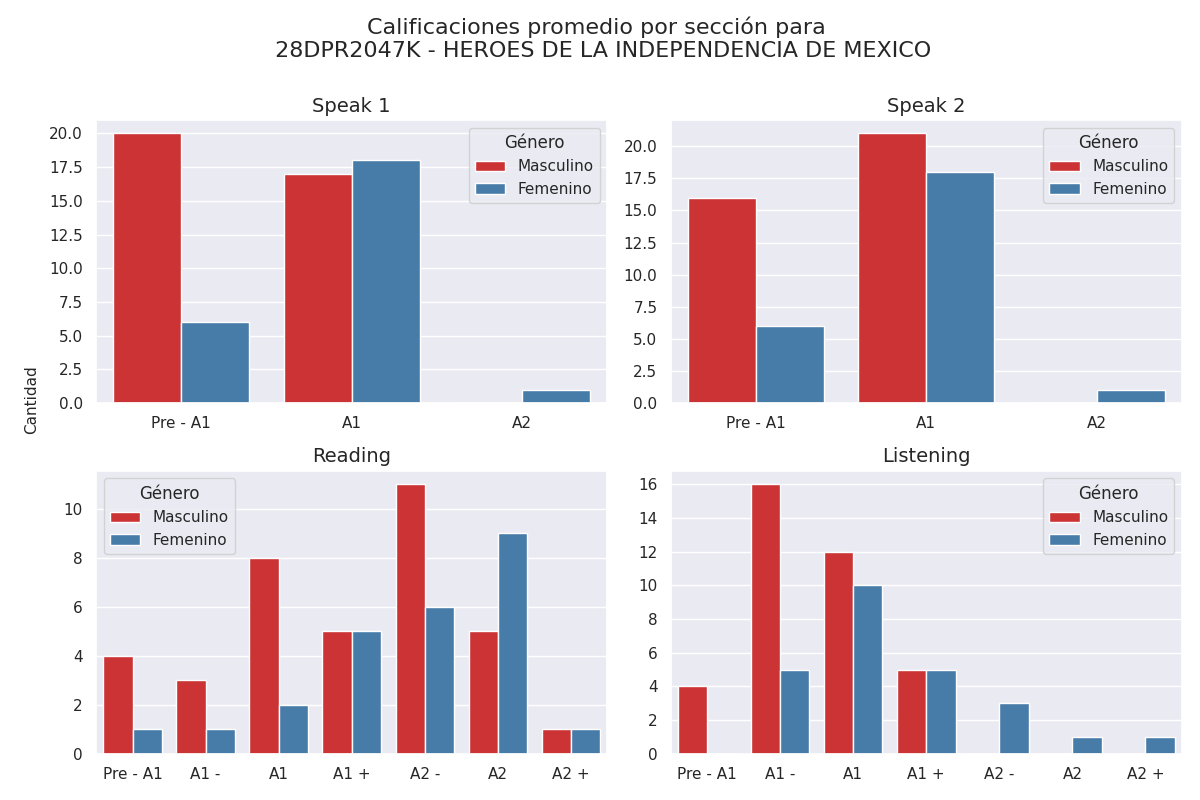 Calificaciones promedio por sección para
28DPR2047K - HEROES DE LA INDEPENDENCIA DE MEXICO
Cantidad
Speak 1
20.0
17.5
15.0
12.5
10.0
7.5
5.0
2.5
0.0
Género
Masculino
Femenino
Pre - A1 A1 A2
Speak 2
20.0
17.5
15.0
12.5
10.0
7.5
5.0
2.5
0.0
Género
Masculino
Femenino
Pre - A1 A1 A2
Reading
10
8
6
4
2
0
Género
Masculino
Femenino
Pre - A1 A1 - A1 A1 + A2 - A2 A2 +
Listening
16
14
12
10
8
6
4
2
0
Género
Masculino
Femenino
Pre - A1 A1 - A1 A1 + A2 - A2 A2 +